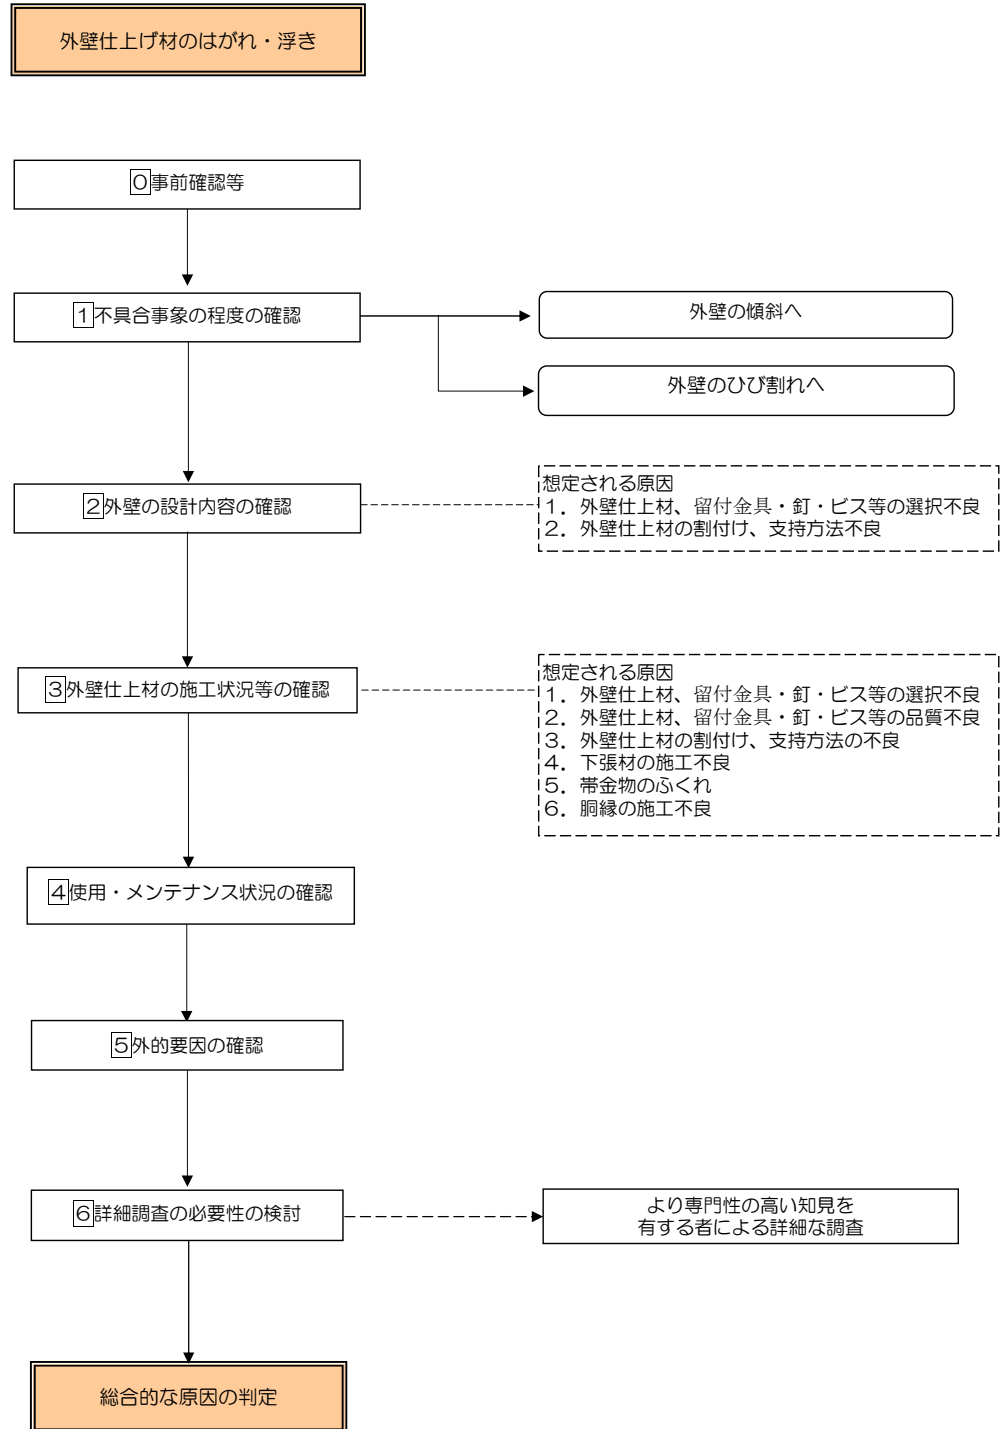 外壁仕上げ材のはがれ・浮き
0事前確認等
1不具合事象の程度の確認
外壁の傾斜へ
外壁のひび割れへ
2外壁の設計内容の確認
想定される原因
1．外壁仕上材、留付金具・釘・ビス等の選択不良
2．外壁仕上材の割付け、支持方法不良
3外壁仕上材の施工状況等の確認
想定される原因
1．外壁仕上材、留付金具・釘・ビス等の選択不良
2．外壁仕上材、留付金具・釘・ビス等の品質不良
3．外壁仕上材の割付け、支持方法の不良
4．下張材の施工不良
5．帯金物のふくれ
6．胴縁の施工不良
4使用・メンテナンス状況の確認
5外的要因の確認
6詳細調査の必要性の検討
より専門性の高い知見を
有する者による詳細な調査
総合的な原因の判定